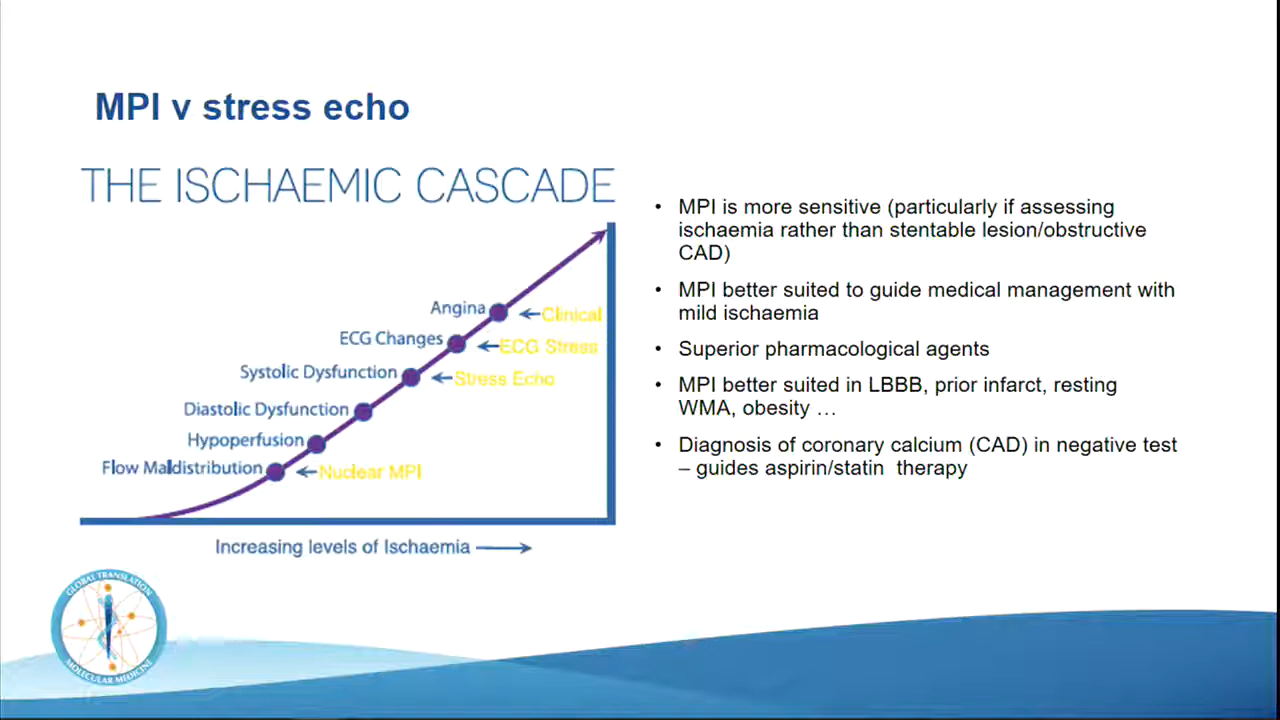 MPI v stress echo
THE ISCHAEMIC CASCADE
Angina
Clinical
ECG Changes
ECG Stress
Systolic Dysfunction
Stress Echo
Diastolic Dysfunction
Hypoperfusion
Flow Maldistribution
Nuclear MPI
Increasing levels of Ischaemia
• MPI is more sensitive (particularly if assessing
ischaemia rather than stentable lesion/obstructive
CAD)
• MPI better suited to guide medical management with
mild ischaemia
• Superior pharmacological agents
• MPI better suited in LBBB, prior infarct, resting
WMA, obesity …
• Diagnosis of coronary calcium (CAD) in negative test
– guides aspirin/statin therapy
GLOBAL TRANSLATION
MOLECULAR MEDICINE